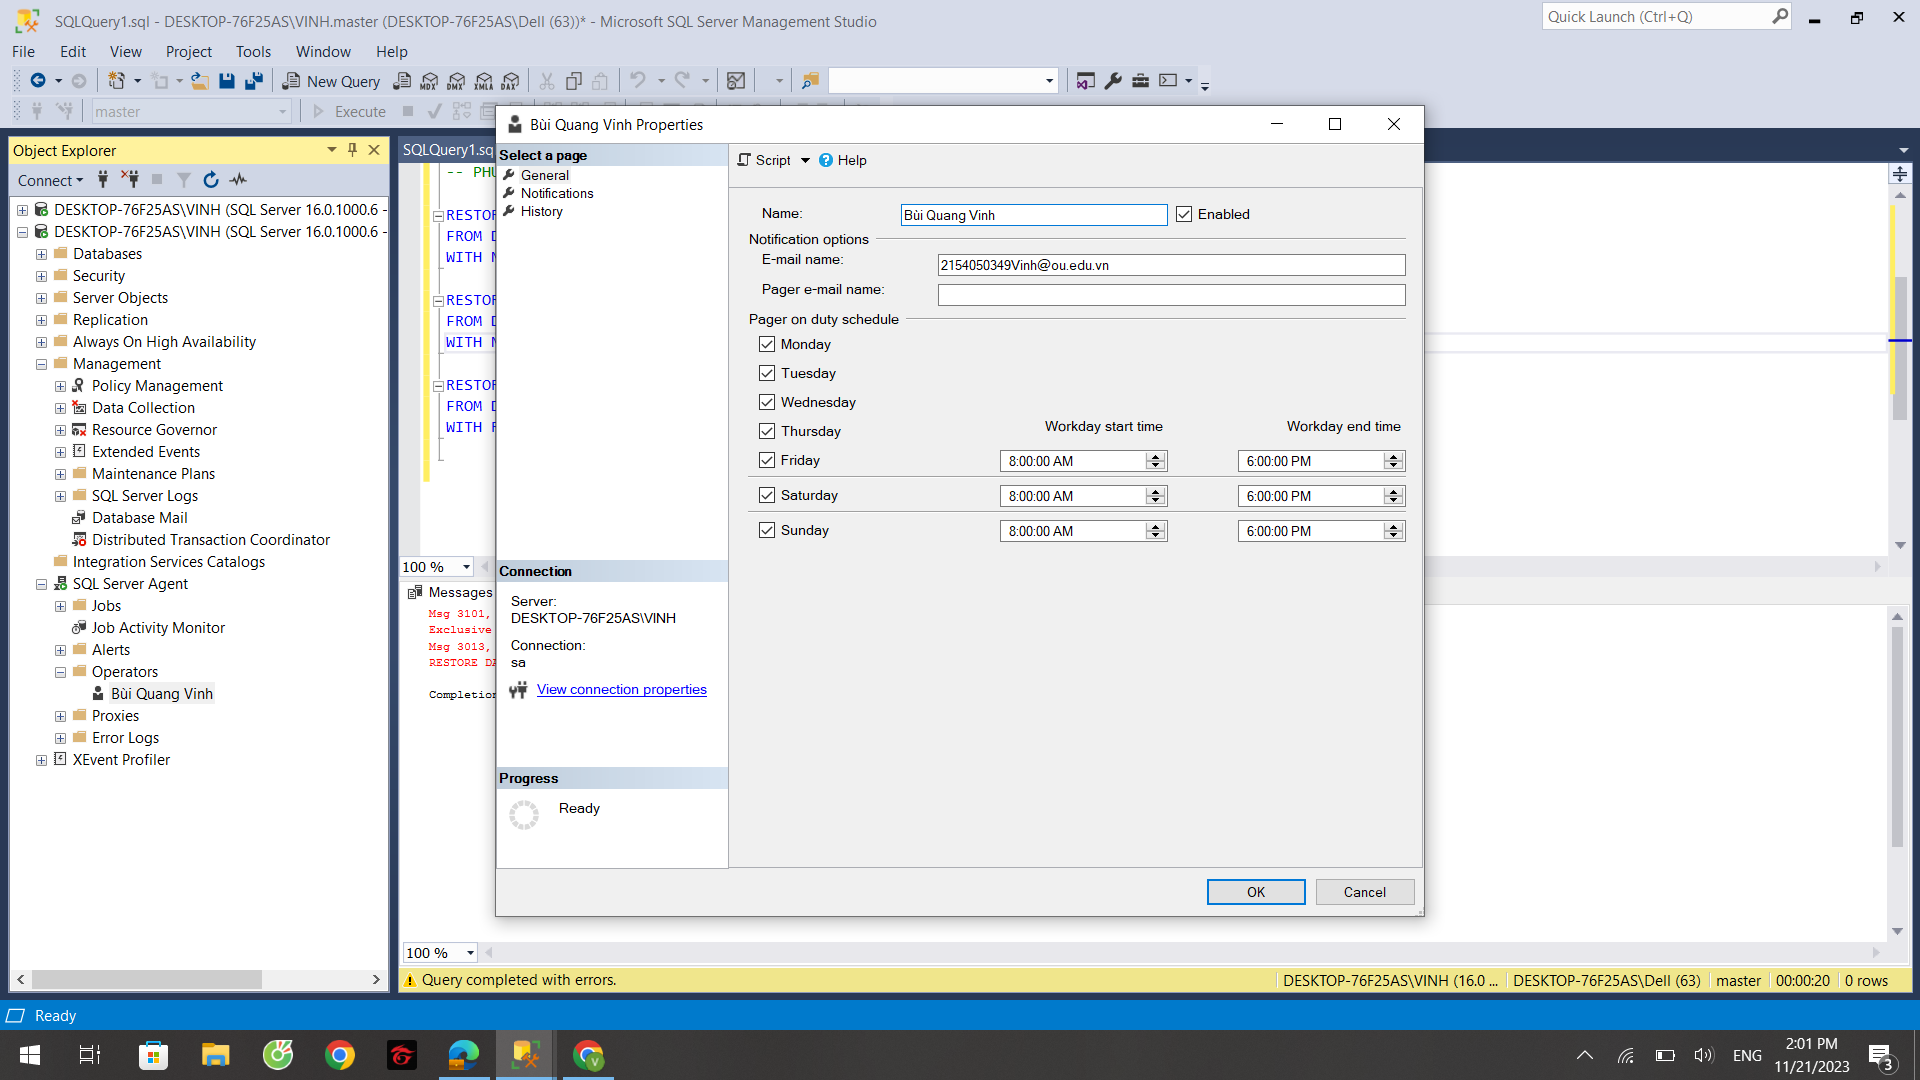 SQLQuery1.sql - DESKTOP-76F25AS\VINH.master (DESKTOP-76F25AS\Dell (63))* - Microsoft SQL Server Management Studio
Quick Launch (Ctrl+Q)
File Edit View Project Tools Window Help
New Query
MDX DMX XMLA DAX
master
Execute
Object Explorer
Connect
DESKTOP-76F25AS\VINH (SQL Server 16.0.1000.6 -
DESKTOP-76F25AS\VINH (SQL Server 16.0.1000.6 -
Databases
Security
Server Objects
Replication
Always On High Availability
Management
Policy Management
Data Collection
Resource Governor
Extended Events
Maintenance Plans
SQL Server Logs
Database Mail
Distributed Transaction Coordinator
Integration Services Catalogs
SQL Server Agent
Jobs
Job Activity Monitor
Alerts
Operators
Bùi Quang Vinh
Proxies
Error Logs
XEvent Profiler
SQLQuery1.sq
-- PHU
RESTOR
FROM D
WITH N
RESTOR
FROM D
WITH N
RESTOR
FROM D
WITH R
100 %
Messages
Msg 3101,
Exclusive
Msg 3013,
RESTORE DA
Completion
100 %
Bùi Quang Vinh Properties
Select a page
General
Notifications
History
Connection
Server:
DESKTOP-76F25AS\VINH
Connection:
sa
View connection properties
Progress
Ready
Script Help
Name: Bùi Quang Vinh Enabled
Notification options
E-mail name: 2154050349Vinh@ou.edu.vn
Pager e-mail name:
Pager on duty schedule
Monday
Tuesday
Wednesday
Thursday Workday start time Workday end time
Friday 8:00:00 AM 6:00:00 PM
Saturday 8:00:00 AM 6:00:00 PM
Sunday 8:00:00 AM 6:00:00 PM
OK Cancel
Query completed with errors. DESKTOP-76F25AS\VINH (16.0 ... DESKTOP-76F25AS\Dell (63) master 00:00:20 0 rows
Ready
ENG
2:01 PM
11/21/2023
3